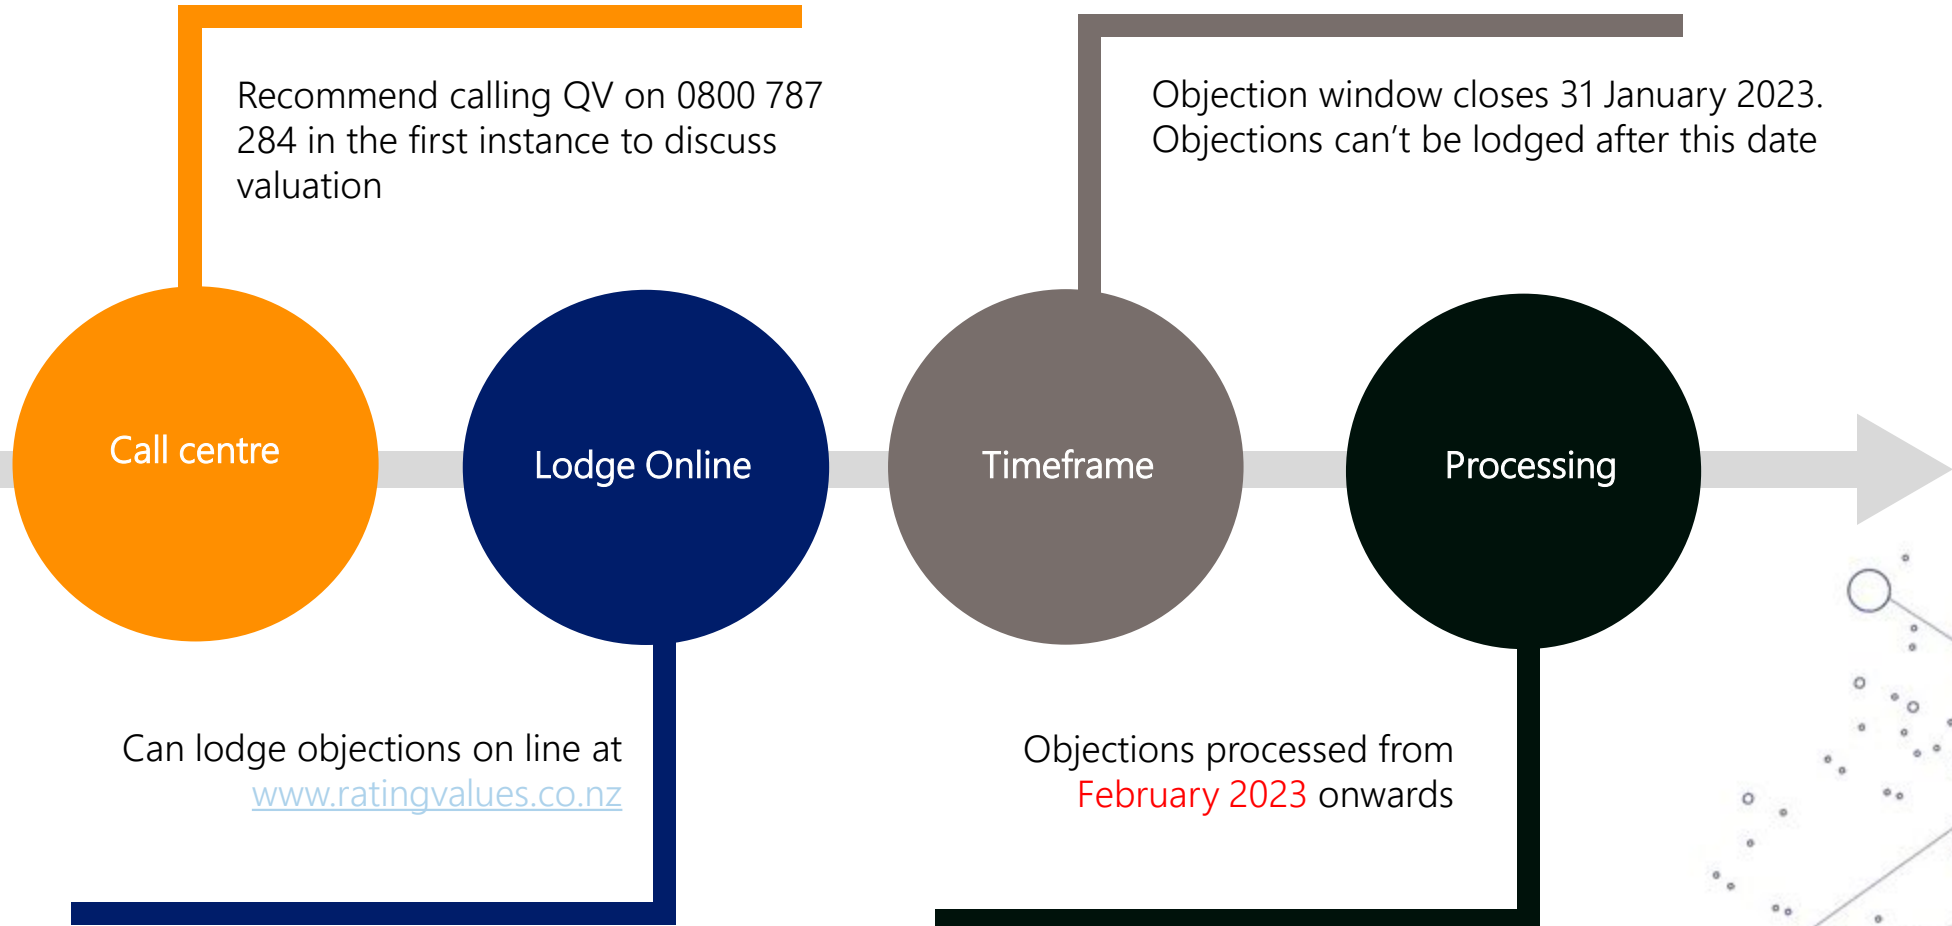 Recommend calling QV on 0800 787
284 in the first instance to discuss
valuation
Objection window closes 31 January 2023.
Objections can’t be lodged after this date
Call centre
Lodge Online
Timeframe
Processing
Can lodge objections on line at
www.ratingvalues.co.nz
Objections processed from
February 2023 onwards